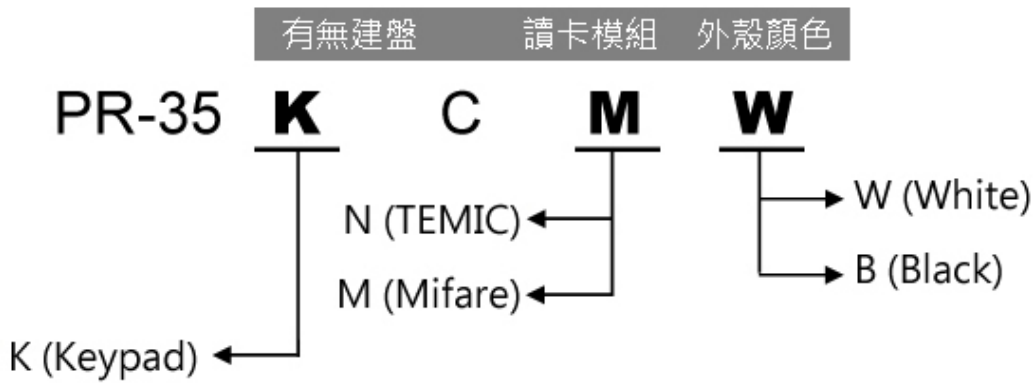 有無建盤 讀卡模組 外殼顏色
PR-35 K C M W
W (White)
N (TEMIC)
B (Black)
M (Mifare)
K (Keypad)